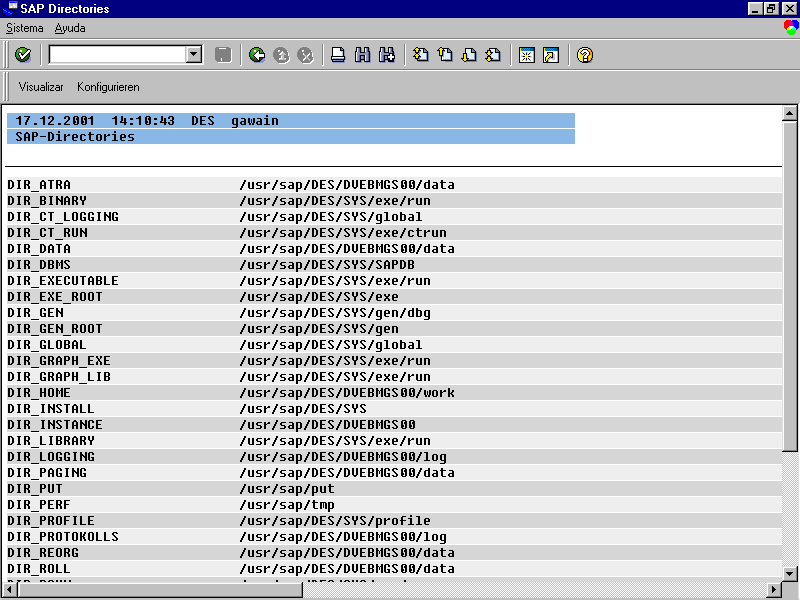 SAP Directories
Sistema Ayuda
Visualizar Konfigurieren
17.12.2001 14:10:43 DES gawain
SAP-Directories
DIR_ATRA /usr/sap/DES/DVEBMGS00/data
DIR_BINARY /usr/sap/DES/SYS/exe/run
DIR_CT_LOGGING /usr/sap/DES/SYS/global
DIR_CT_RUN /usr/sap/DES/SYS/exe/ctrun
DIR_DATA /usr/sap/DES/DVEBMGS00/data
DIR_DBMS /usr/sap/DES/SYS/SAPDB
DIR_EXECUTABLE /usr/sap/DES/SYS/exe/run
DIR_EXE_ROOT /usr/sap/DES/SYS/exe
DIR_GEN /usr/sap/DES/SYS/gen/dbg
DIR_GEN_ROOT /usr/sap/DES/SYS/gen
DIR_GLOBAL /usr/sap/DES/SYS/global
DIR_GRAPH_EXE /usr/sap/DES/SYS/exe/run
DIR_GRAPH_LIB /usr/sap/DES/SYS/exe/run
DIR_HOME /usr/sap/DES/DVEBMGS00/work
DIR_INSTALL /usr/sap/DES/SYS
DIR_INSTANCE /usr/sap/DES/DVEBMGS00
DIR_LIBRARY /usr/sap/DES/SYS/exe/run
DIR_LOGGING /usr/sap/DES/DVEBMGS00/log
DIR_PAGING /usr/sap/DES/DVEBMGS00/data
DIR_PUT /usr/sap/put
DIR_PERF /usr/sap/tmp
DIR_PROFILE /usr/sap/DES/SYS/profile
DIR_PROTOKOLLS /usr/sap/DES/DVEBMGS00/log
DIR_REORG /usr/sap/DES/DVEBMGS00/data
DIR_ROLL /usr/sap/DES/DVEBMGS00/data